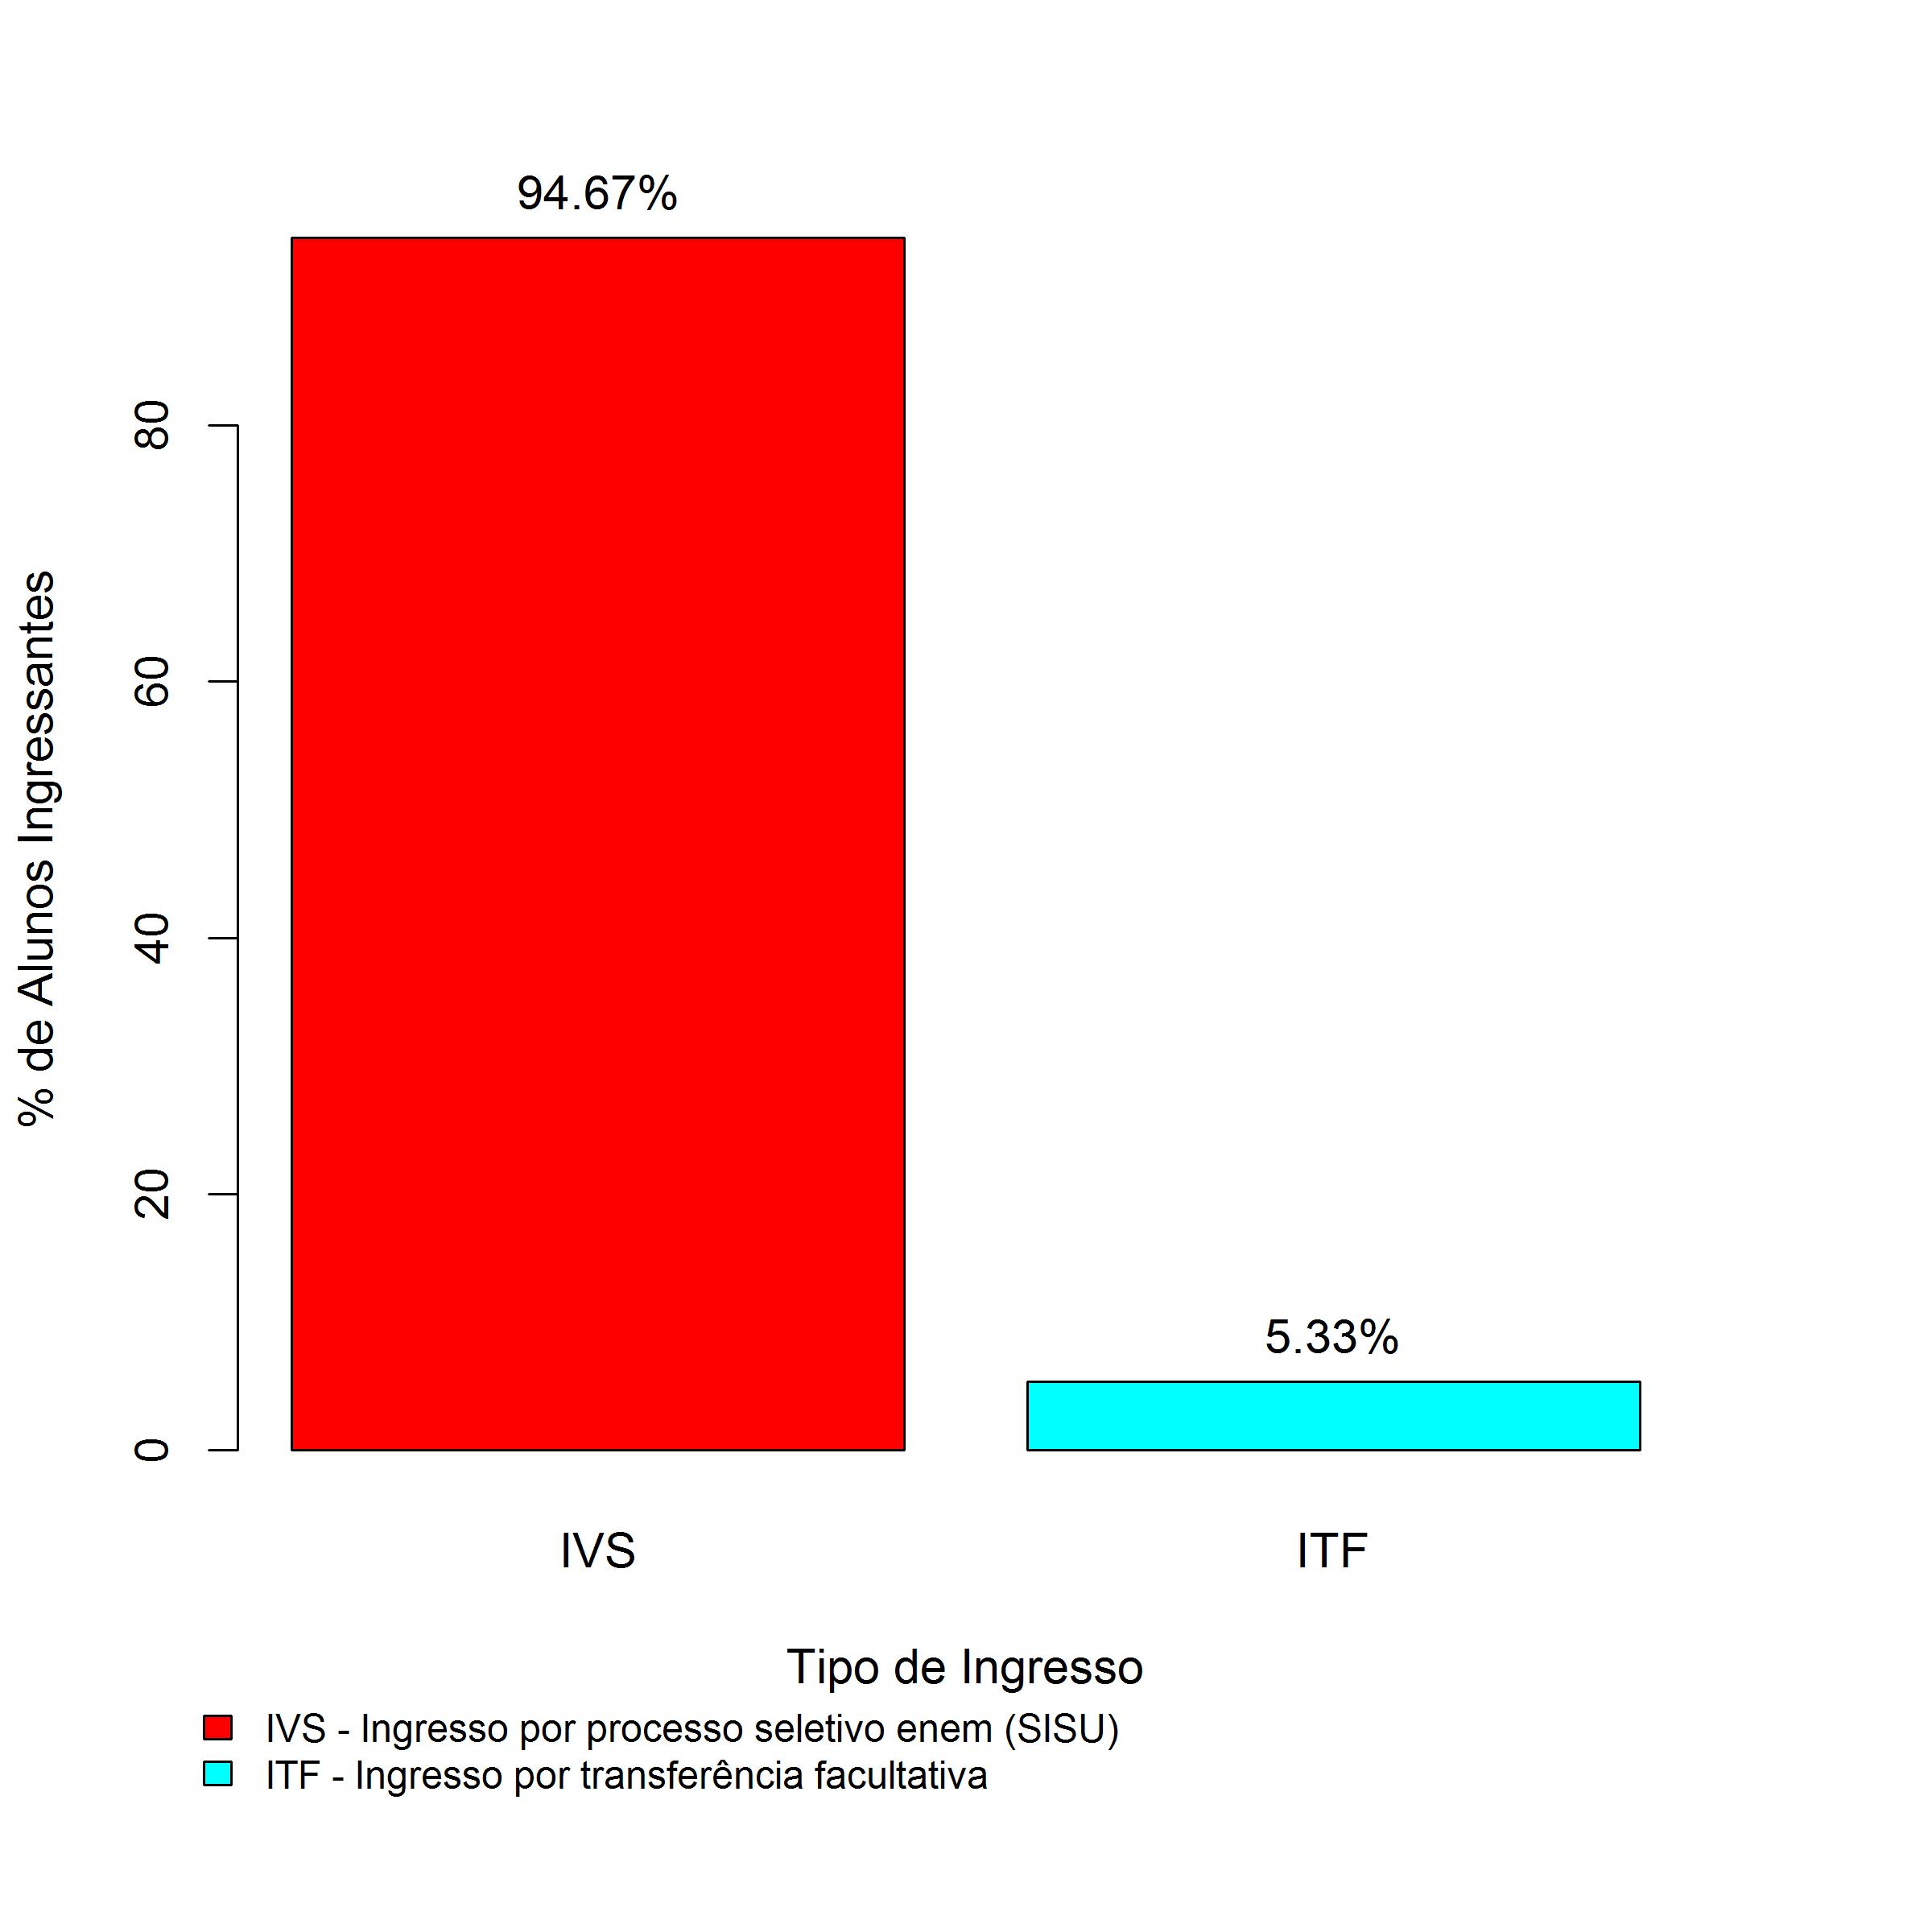 94.67%
80
60
40
20
0
% de Alunos Ingressantes
5.33%
IVS
ITF
Tipo de Ingresso
IVS - Ingresso por processo seletivo enem (SISU)
ITF - Ingresso por transferência facultativa